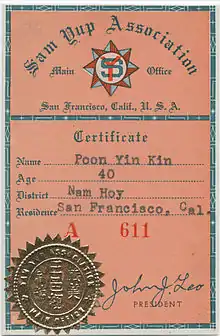 Sam Yup Association
Main Office
San Francisco, Calif., U.S.A.
Certificate
Name Poon Yin Kin
Age 40
District Nam Hoy
Residence San Francisco, Cal.
A 611
John J. Leo
PRESIDENT